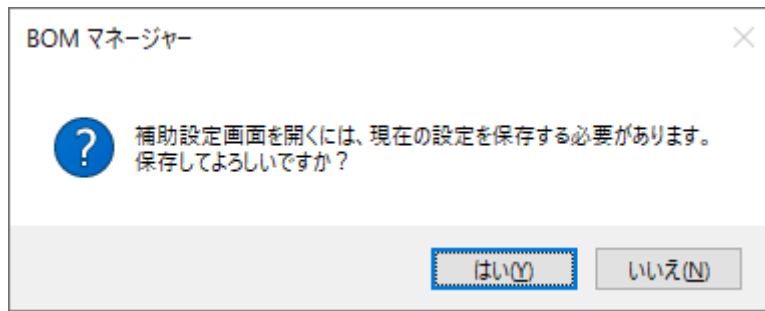 BOM マネージャー
補助設定画面を開くには、現在の設定を保存する必要があります。
保存してよろしいですか？
はい(Y)
いいえ(N)